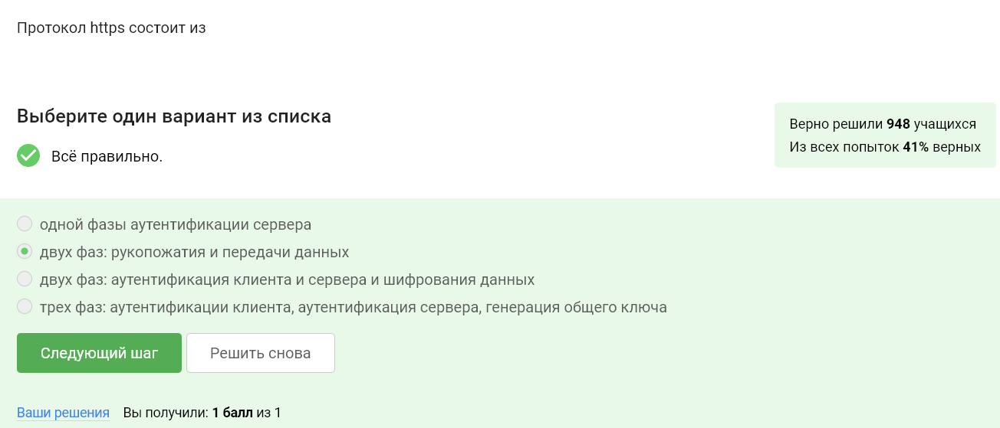 Протокол https состоит из
Выберите один вариант из списка
Всё правильно.
Верно решили 948 учащихся
Из всех попыток 41% верных
одной фазы аутентификации сервера
двух фаз: рукопожатия и передачи данных
двух фаз: аутентификация клиента и сервера и шифрования данных
трех фаз: аутентификации клиента, аутентификация сервера, генерация общего ключа
Следующий шаг
Решить снова
Ваши решения Вы получили: 1 балл из 1